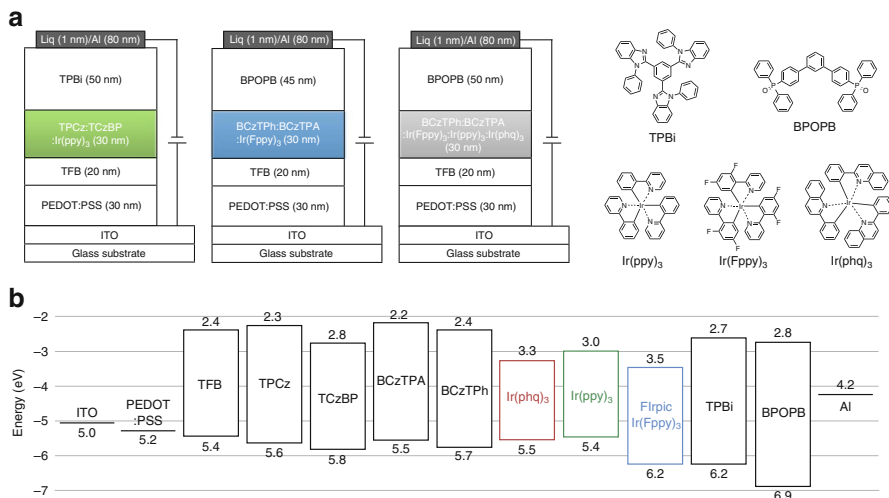 a
Liq (1 nm)/Al (80 nm)
TPBi (50 nm)
TPCz:TCzBP
:Ir(ppy)3 (30 nm)
TFB (20 nm)
PEDOT:PSS (30 nm)
ITO
Glass substrate
Liq (1 nm)/Al (80 nm)
BPOPB (45 nm)
BCzTPh:BCzTPA
:Ir(Fppy)3 (30 nm)
TFB (20 nm)
PEDOT:PSS (30 nm)
ITO
Glass substrate
Liq (1 nm)/Al (80 nm)
BPOPB (50 nm)
BCzTPh:BCzTPA
:Ir(Fppy)3:Ir(ppy)3:Ir(phq)3
(30 nm)
TFB (20 nm)
PEDOT:PSS (30 nm)
ITO
Glass substrate
TPBi
BPOPB
Ir(ppy)3
Ir(Fppy)3
Ir(phq)3
b
Energy (eV)
−2
−3
−4
−5
−6
−7
ITO
5.0
PEDOT
:PSS
5.2
2.4
TFB
5.4
2.3
TPCz
5.6
2.8
TCzBP
5.8
2.2
BCzTPA
5.5
2.4
BCzTPh
5.7
3.3
Ir(phq)3
5.5
3.0
Ir(ppy)3
5.4
3.5
FIrpic
Ir(Fppy)3
6.2
2.7
TPBi
6.2
2.8
BPOPB
6.9
4.2
Al